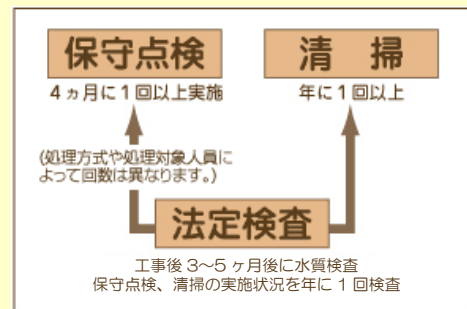 保守点検
清　掃
4ヵ月に1回以上実施
年に1回以上
(処理方式や処理対象人員に
よって回数は異なります。)
法定検査
工事後 3〜5 ヶ月後に水質検査
保守点検、清掃の実施状況を年に 1 回検査